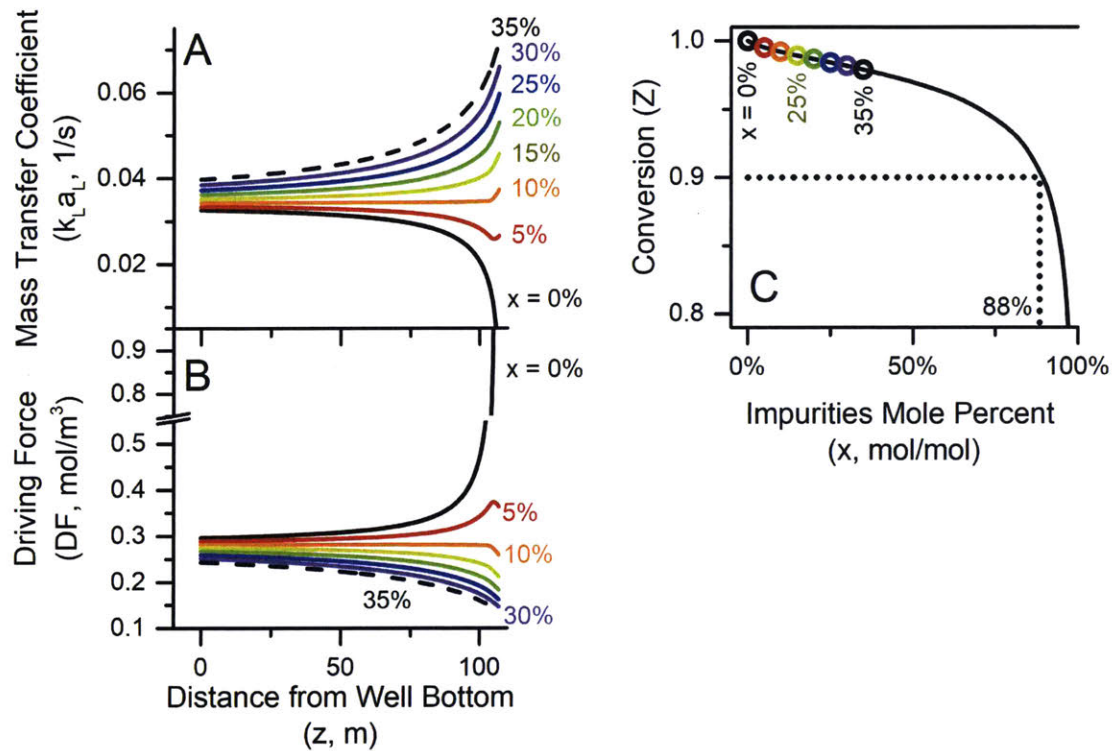 A
Mass Transfer Coefficient
(k_L a_L, 1/s)
0.06
0.04
0.02
35%
30%
25%
20%
15%
10%
5%
x = 0%
B
Driving Force
(DF, mol/m³)
0.9
0.8
0.5
0.4
0.3
0.2
0.1
x = 0%
5%
10%
35%
30%
0
50
100
Distance from Well Bottom
(z, m)
C
Conversion (Z)
1.0
0.9
0.8
x = 0%
25%
35%
88%
0%
50%
100%
Impurities Mole Percent
(x, mol/mol)